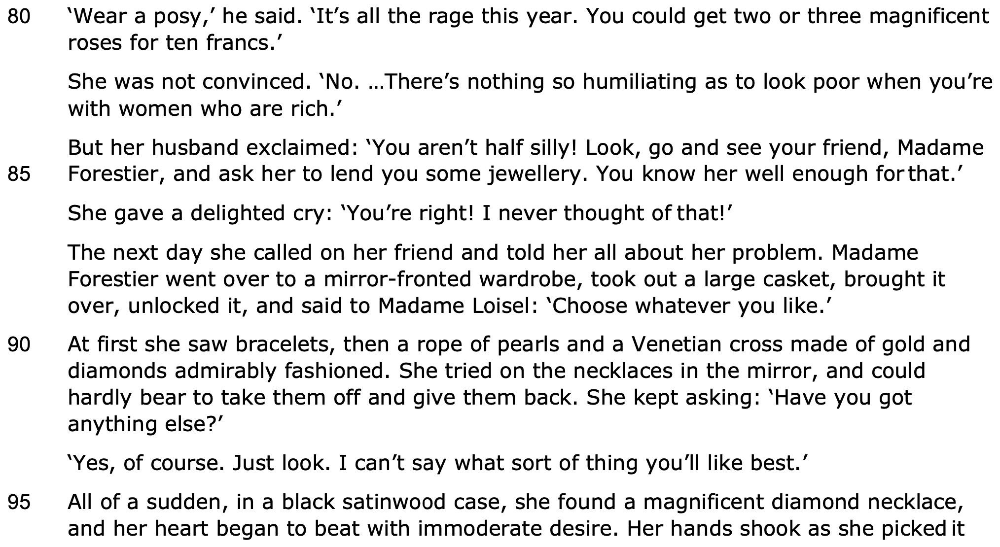 80 ‘Wear a posy,’ he said. ‘It’s all the rage this year. You could get two or three magnificent
roses for ten francs.’
She was not convinced. ‘No. ...There’s nothing so humiliating as to look poor when you’re
with women who are rich.’
But her husband exclaimed: ‘You aren’t half silly! Look, go and see your friend, Madame
85 Forestier, and ask her to lend you some jewellery. You know her well enough for that.’
She gave a delighted cry: ‘You’re right! I never thought of that!’
The next day she called on her friend and told her all about her problem. Madame
Forestier went over to a mirror-fronted wardrobe, took out a large casket, brought it
over, unlocked it, and said to Madame Loisel: ‘Choose whatever you like.’
90 At first she saw bracelets, then a rope of pearls and a Venetian cross made of gold and
diamonds admirably fashioned. She tried on the necklaces in the mirror, and could
hardly bear to take them off and give them back. She kept asking: ‘Have you got
anything else?’
‘Yes, of course. Just look. I can’t say what sort of thing you’ll like best.’
95 All of a sudden, in a black satinwood case, she found a magnificent diamond necklace,
and her heart began to beat with immoderate desire. Her hands shook as she picked it